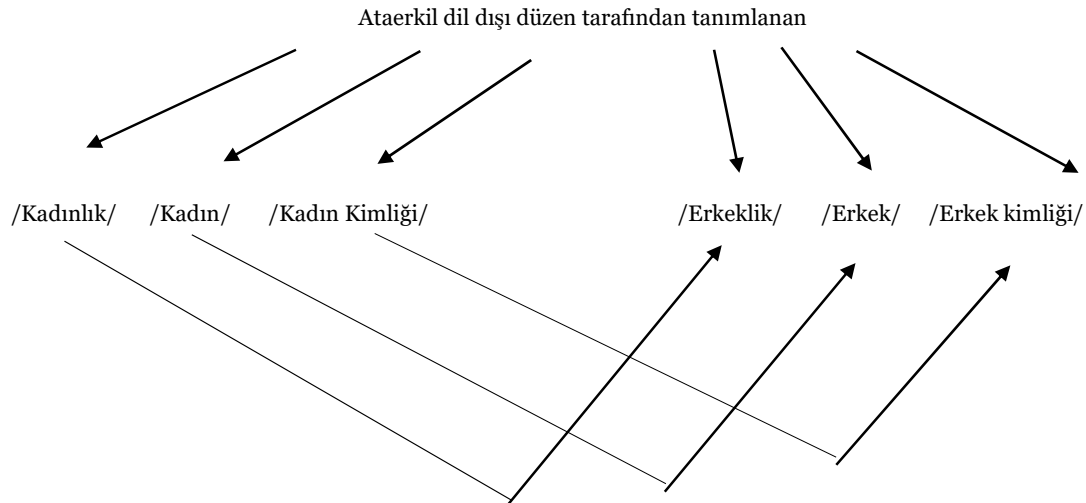 Ataerkil dil dışı düzen tarafından tanımlanan
/Kadınlık/ /Kadın/ /Kadın Kimliği/ /Erkeklik/ /Erkek/ /Erkek kimliği/